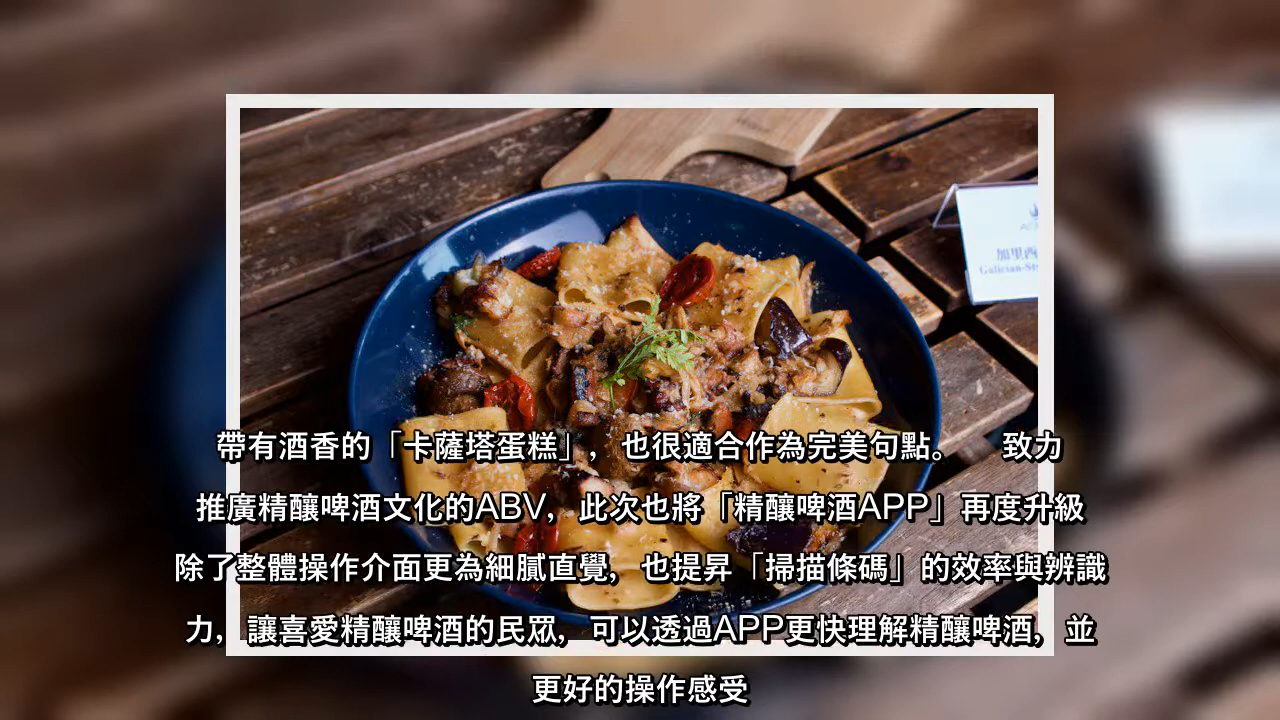 加里西
Galician-St
帶有酒香的「卡薩塔蛋糕」，也很適合作為完美句點。　致力
推廣精釀啤酒文化的ABV，此次也將「精釀啤酒APP」再度升級
除了整體操作介面更為細膩直覺，也提昇「掃描條碼」的效率與辨識
力，讓喜愛精釀啤酒的民眾，可以透過APP更快理解精釀啤酒，並
更好的操作感受